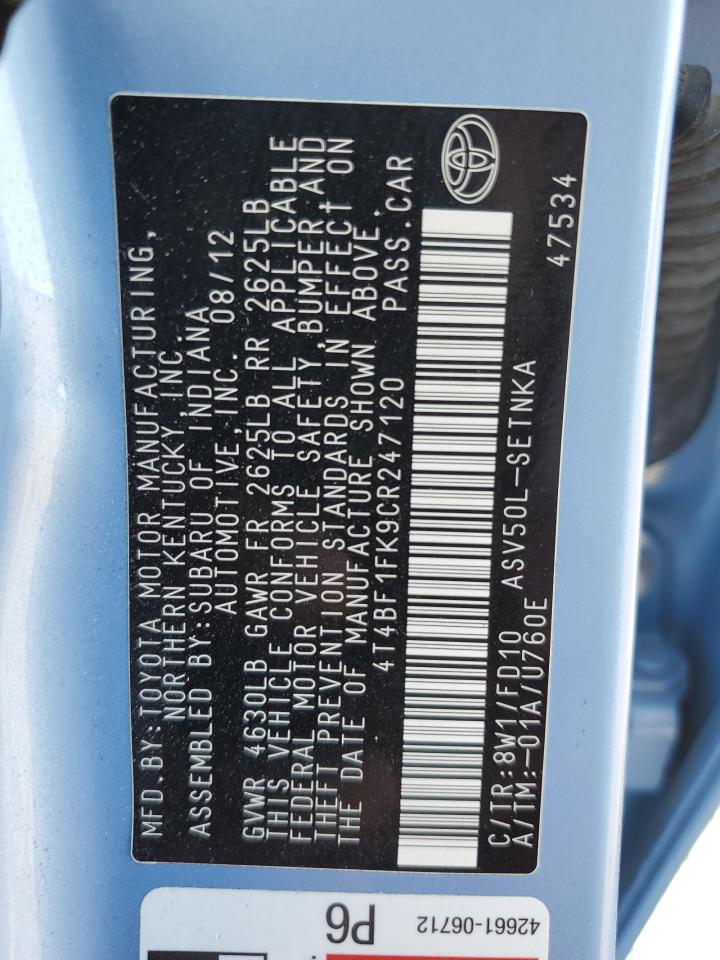 MFD.BY:TOYOTA MOTOR MANUFACTURING,
NORTHERN KENTUCKY,INC.
ASSEMBLED BY:SUBARU OF INDIANA
AUTOMOTIVE,INC. 08/12
GVWR 4630LB GAWR FR 2625LB RR 2625LB
THIS VEHICLE CONFORMS TO ALL APPLICABLE
FEDERAL MOTOR VEHICLE SAFETY,BUMPER,AND
THEFT PREVENTION STANDARDS IN EFFECT ON
THE DATE OF MANUFACTURE SHOWN ABOVE.
4T4BF1FK9CR247120 PASS.CAR
C/TR:8W1/FD10 ASV50L-SETNKA 47534
A/TM:-01A/U760E
P6
42661-06712